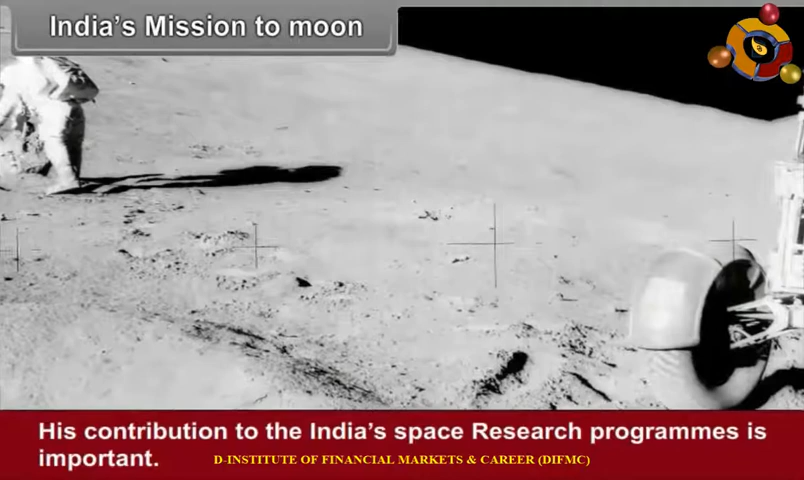 India's Mission to moon
His contribution to the India's space Research programmes is
important.
D-INSTITUTE OF FINANCIAL MARKETS & CAREER (DIFMC)